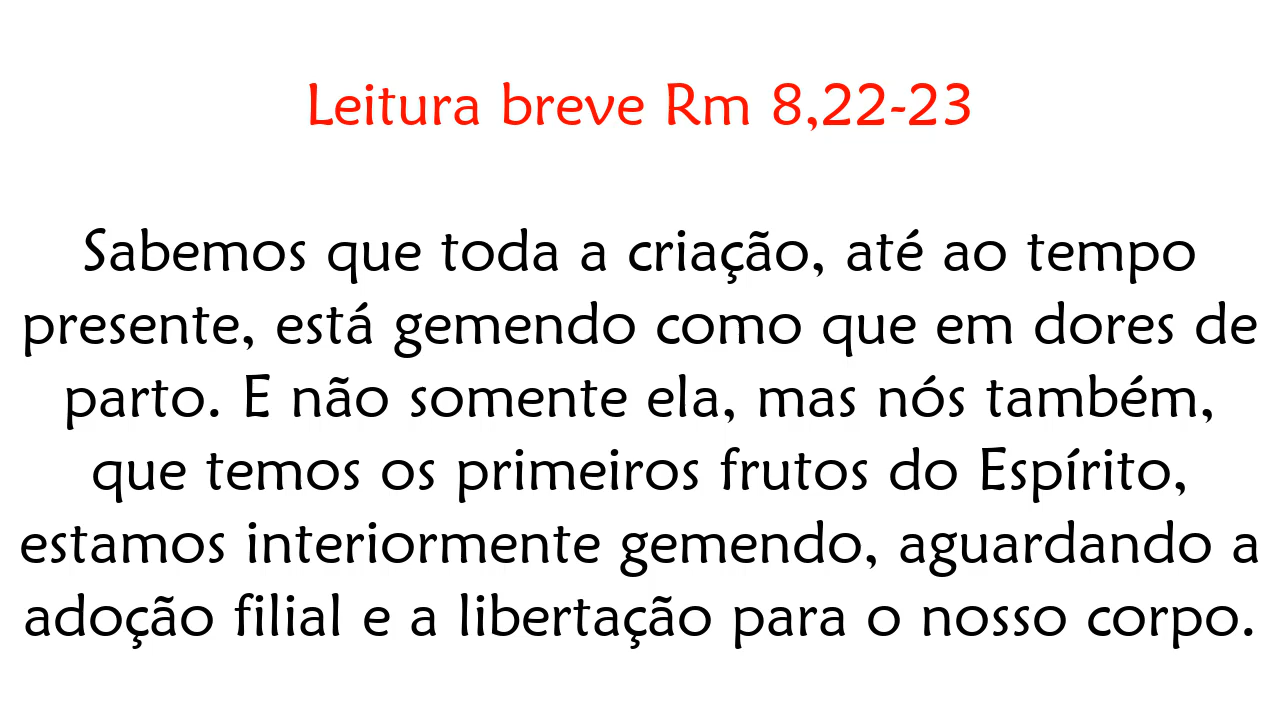 Leitura breve Rm 8,22-23
Sabemos que toda a criação, até ao tempo
presente, está gemendo como que em dores de
parto. E não somente ela, mas nós também,
que temos os primeiros frutos do Espírito,
estamos interiormente gemendo, aguardando a
adoção filial e a libertação para o nosso corpo.